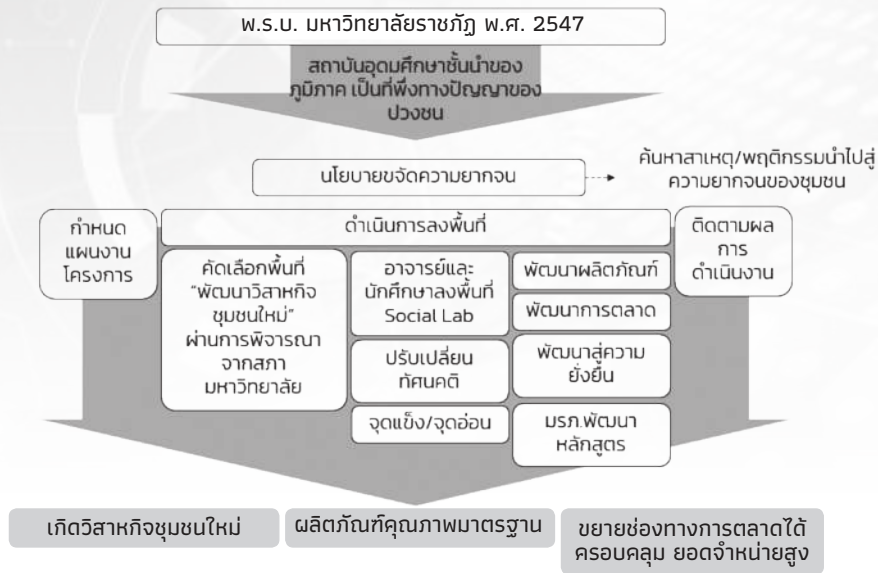 พ.ร.บ. มหาวิทยาลัยราชภัฏ พ.ศ. 2547
สถาบันอุดมศึกษาชั้นนำของ
ภูมิภาค เป็นที่พึ่งทางปัญญาของ
ปวงชน
นโยบายขจัดความยากจน
ค้นหาสาเหตุ/พฤติกรรมนำไปสู่
ความยากจนของชุมชน
กำหนด
แผนงาน
โครงการ
ดำเนินการลงพื้นที่
ติดตามผล
การ
ดำเนินงาน
คัดเลือกพื้นที่
“พัฒนาวิสาหกิจ
ชุมชนใหม่”
ผ่านการพิจารณา
จากสภา
มหาวิทยาลัย
อาจารย์และ
นักศึกษาลงพื้นที่
Social Lab
ปรับเปลี่ยน
ทัศนคติ
จุดแข็ง/จุดอ่อน
พัฒนาผลิตภัณฑ์
พัฒนาการตลาด
พัฒนาสู่ความ
ยั่งยืน
มรภ.พัฒนา
หลักสูตร
เกิดวิสาหกิจชุมชนใหม่
ผลิตภัณฑ์คุณภาพมาตรฐาน
ขยายช่องทางการตลาดได้
ครอบคลุม ยอดจำหน่ายสูง